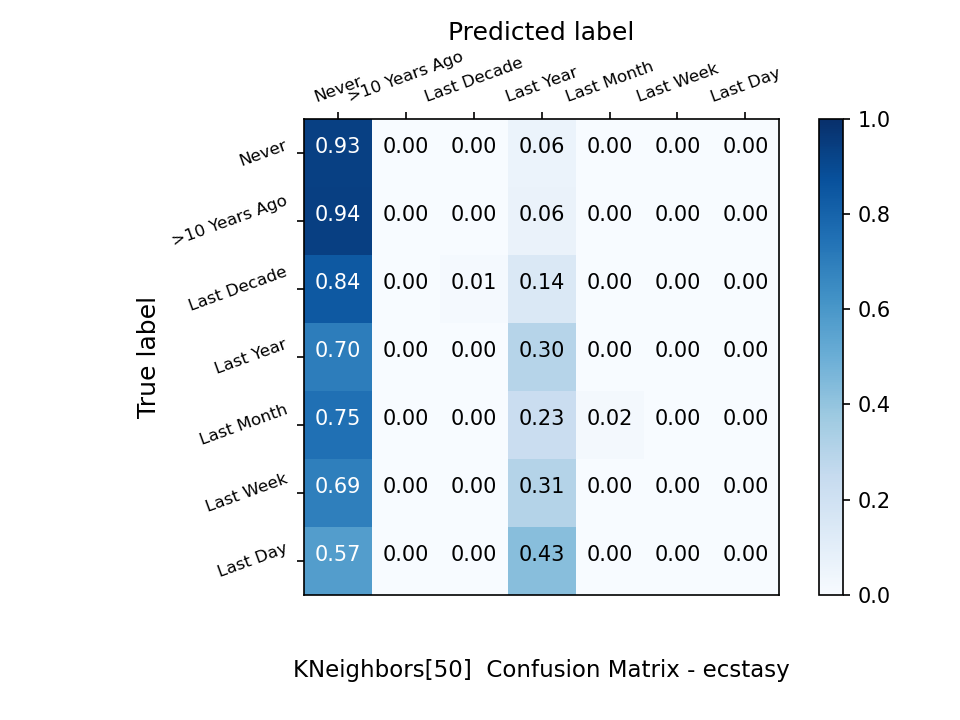 Predicted label
Never >10 Years Ago Last Decade Last Year Last Month Last Week Last Day
True label
Never 0.93 0.00 0.00 0.06 0.00 0.00 0.00
>10 Years Ago 0.94 0.00 0.00 0.06 0.00 0.00 0.00
Last Decade 0.84 0.00 0.01 0.14 0.00 0.00 0.00
Last Year 0.70 0.00 0.00 0.30 0.00 0.00 0.00
Last Month 0.75 0.00 0.00 0.23 0.02 0.00 0.00
Last Week 0.69 0.00 0.00 0.31 0.00 0.00 0.00
Last Day 0.57 0.00 0.00 0.43 0.00 0.00 0.00
1.0
0.8
0.6
0.4
0.2
0.0
KNeighbors[50]  Confusion Matrix - ecstasy